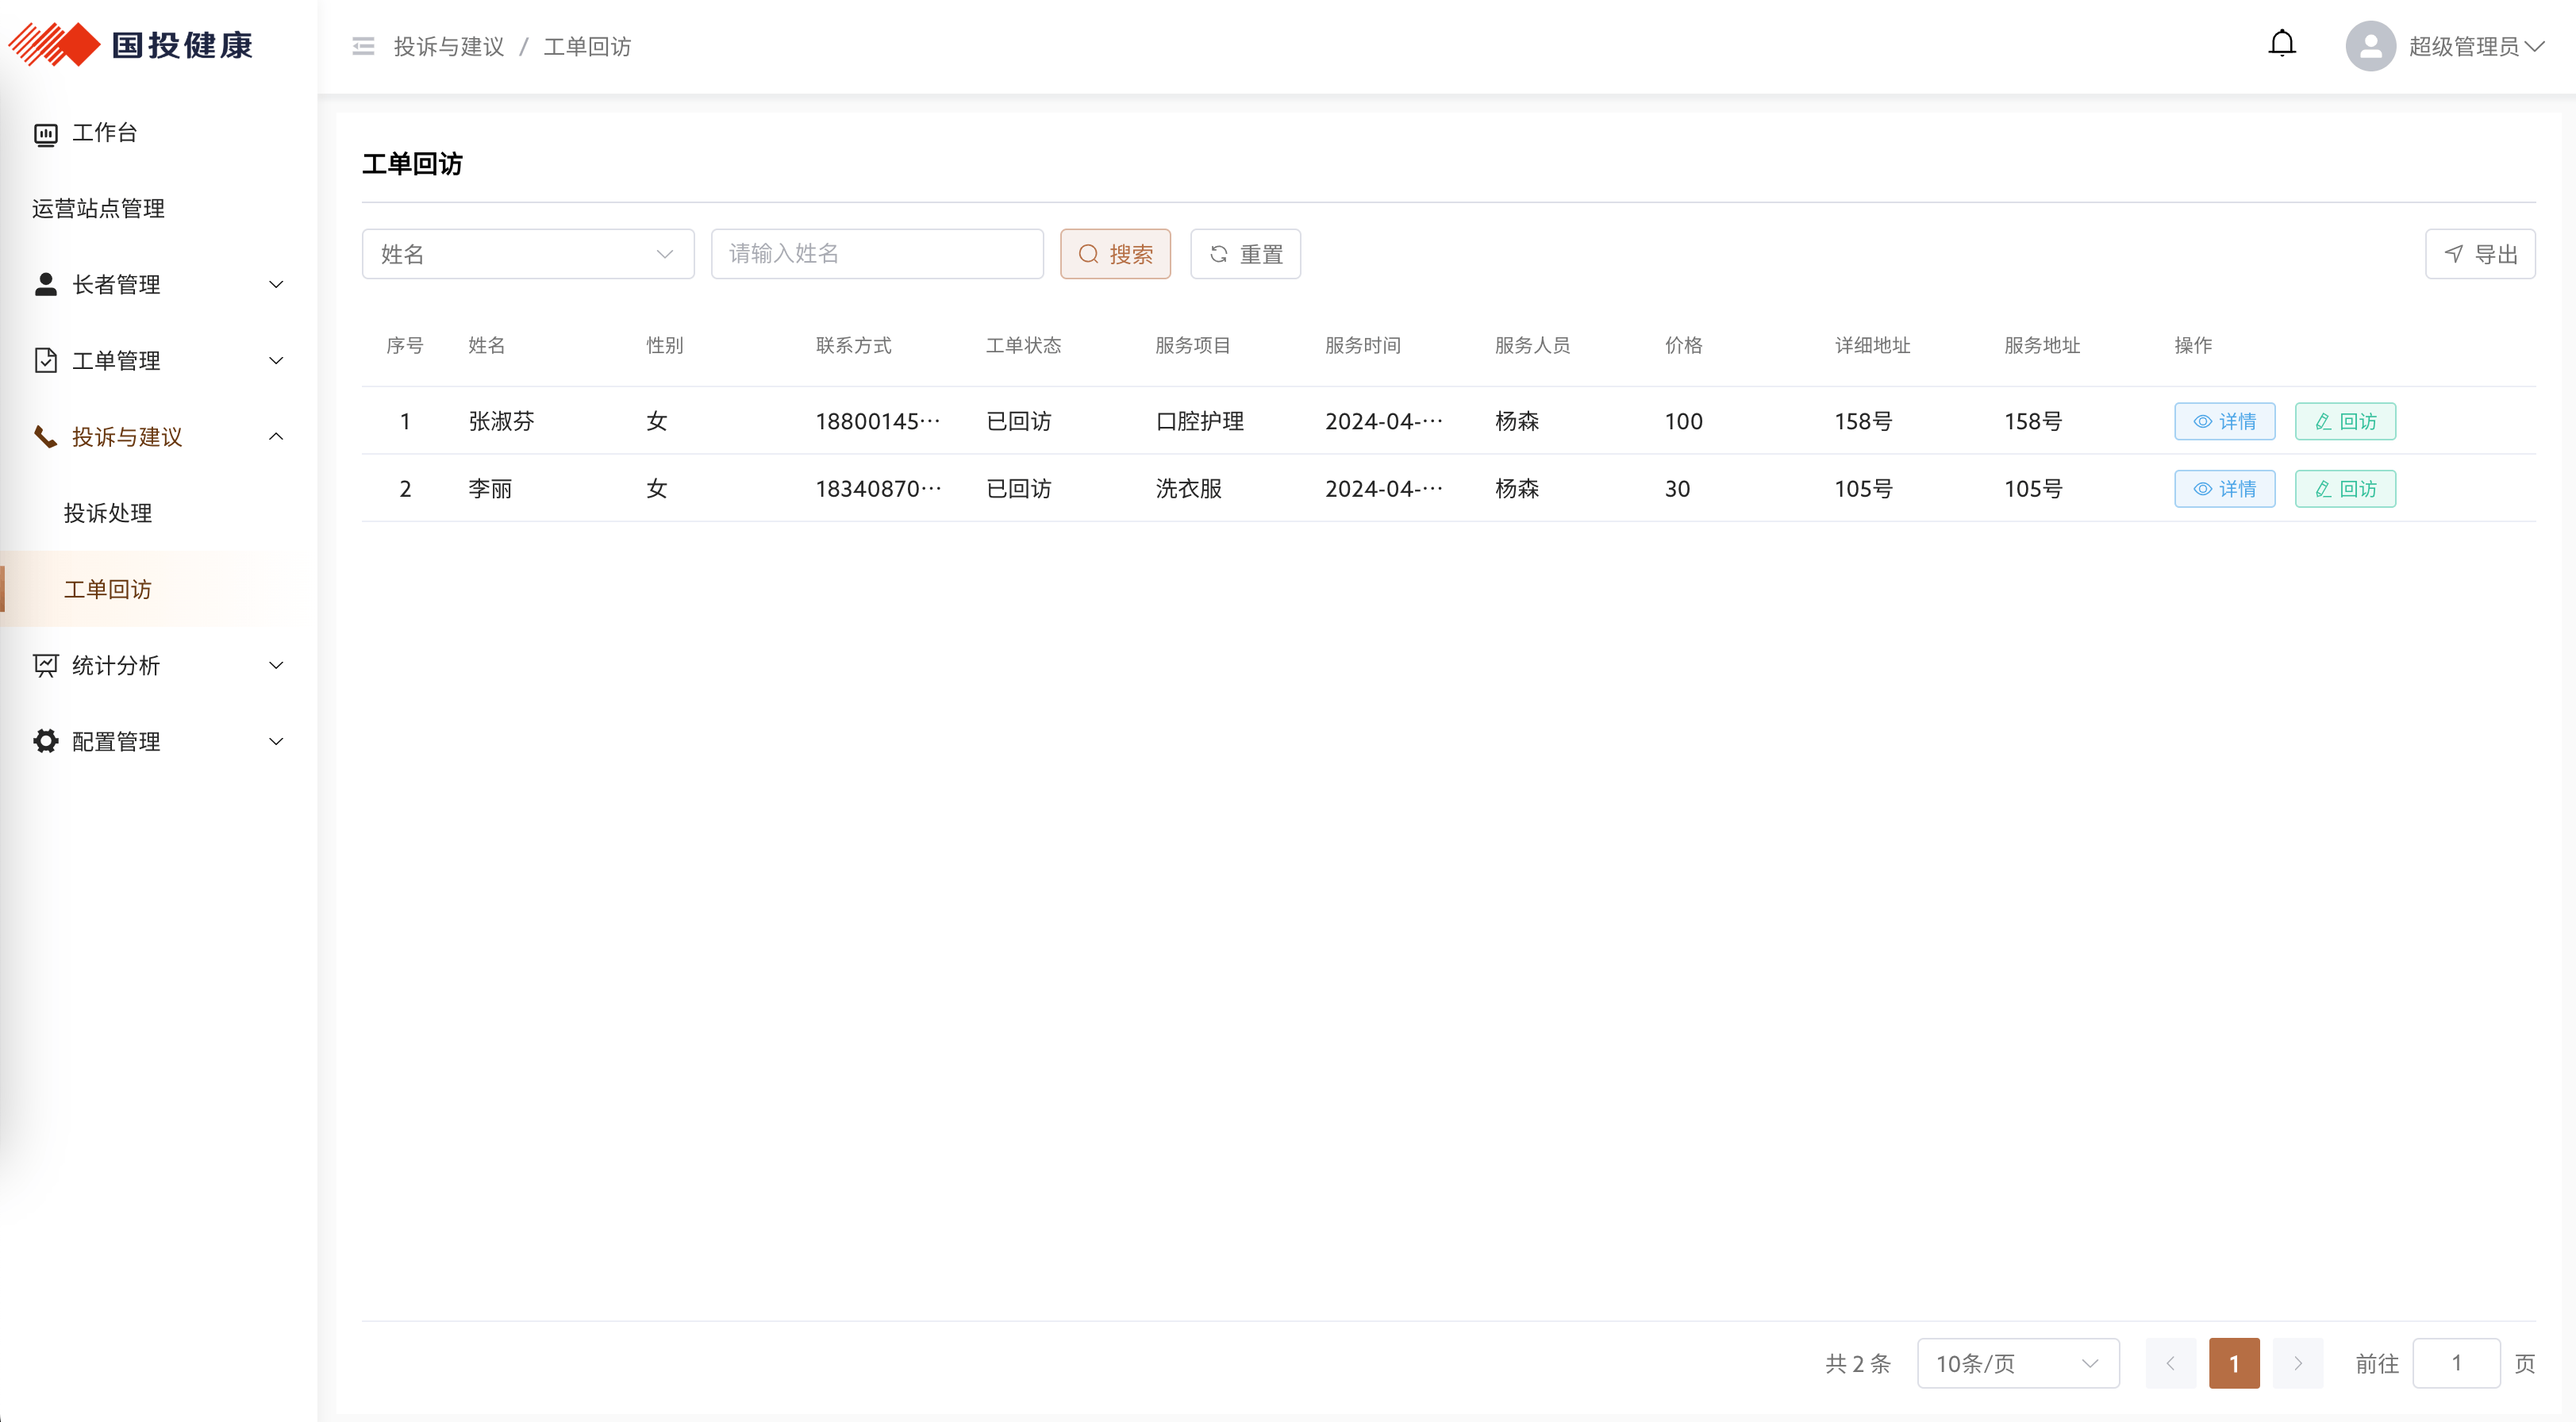 国投健康
投诉与建议 / 工单回访
超级管理员
工作台
运营站点管理
长者管理
工单管理
投诉与建议
投诉处理
工单回访
统计分析
配置管理
工单回访
姓名 请输入姓名 搜索 重置 导出
序号 姓名 性别 联系方式 工单状态 服务项目 服务时间 服务人员 价格 详细地址 服务地址 操作
1 张淑芬 女 18800145… 已回访 口腔护理 2024-04-… 杨森 100 158号 158号 详情 回访
2 李丽 女 18340870… 已回访 洗衣服 2024-04-… 杨森 30 105号 105号 详情 回访
共 2 条 10条/页 1 前往 1 页